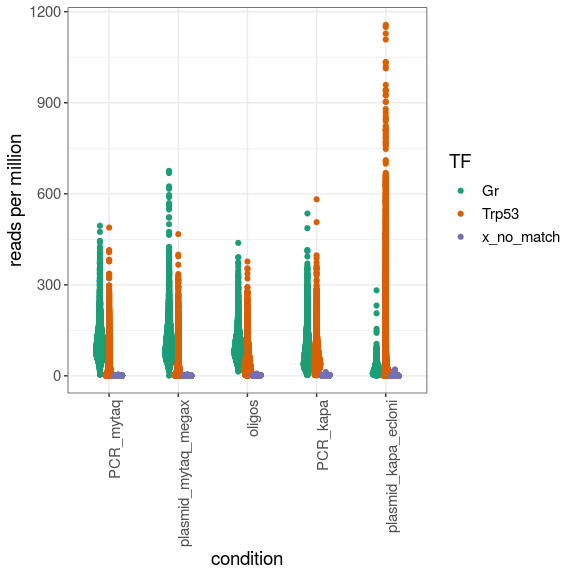 1200
900
600
300
0
reads per million
PCR_mytaq
plasmid_mytaq_megax
oligos
PCR_kapa
plasmid_kapa_ecloni
condition
TF
Gr
Trp53
x_no_match